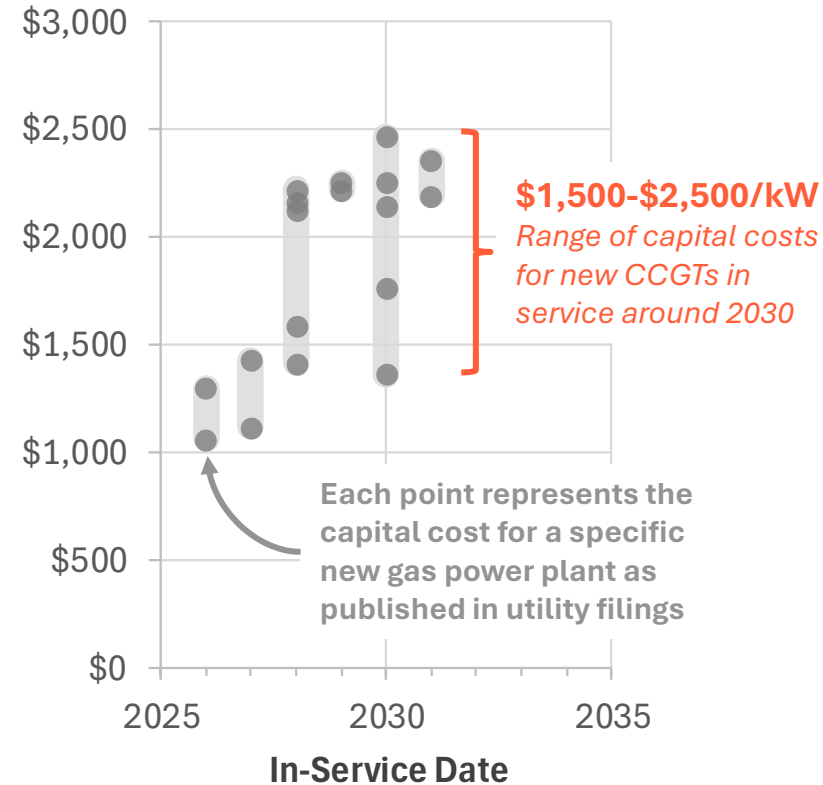 $3,000
$2,500
$2,000
$1,500
$1,000
$500
$0
2025
2030
2035
In-Service Date
$1,500-$2,500/kW
Range of capital costs
for new CCGTs in
service around 2030
Each point represents the
capital cost for a specific
new gas power plant as
published in utility filings